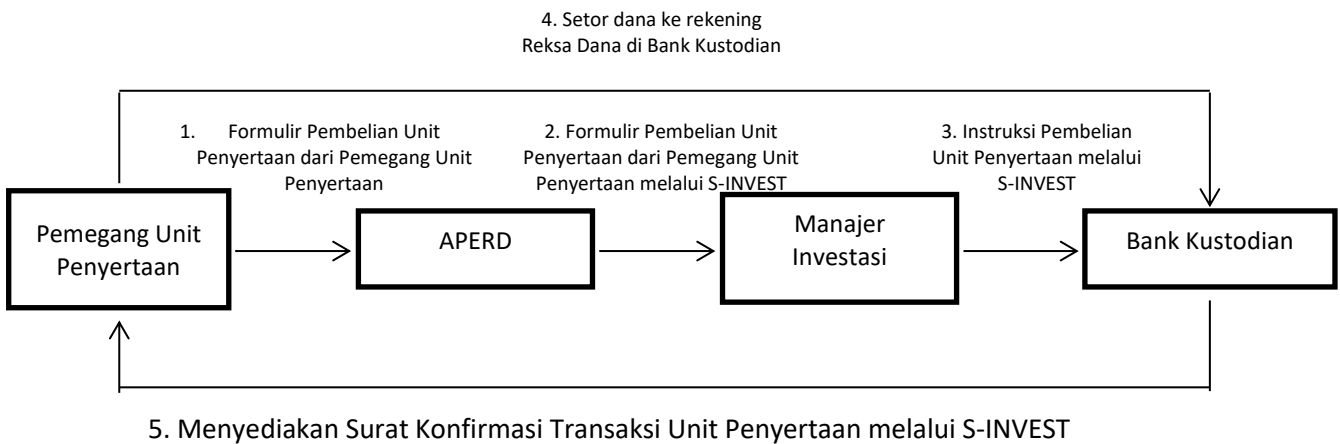 4. Setor dana ke rekening
Reksa Dana di Bank Kustodian
1. Formulir Pembelian Unit
Penyertaan dari Pemegang Unit
Penyertaan
2. Formulir Pembelian Unit
Penyertaan dari Pemegang Unit
Penyertaan melalui S-INVEST
3. Instruksi Pembelian
Unit Penyertaan melalui
S-INVEST
Pemegang Unit
Penyertaan
APERD
Manajer
Investasi
Bank Kustodian
5. Menyediakan Surat Konfirmasi Transaksi Unit Penyertaan melalui S-INVEST